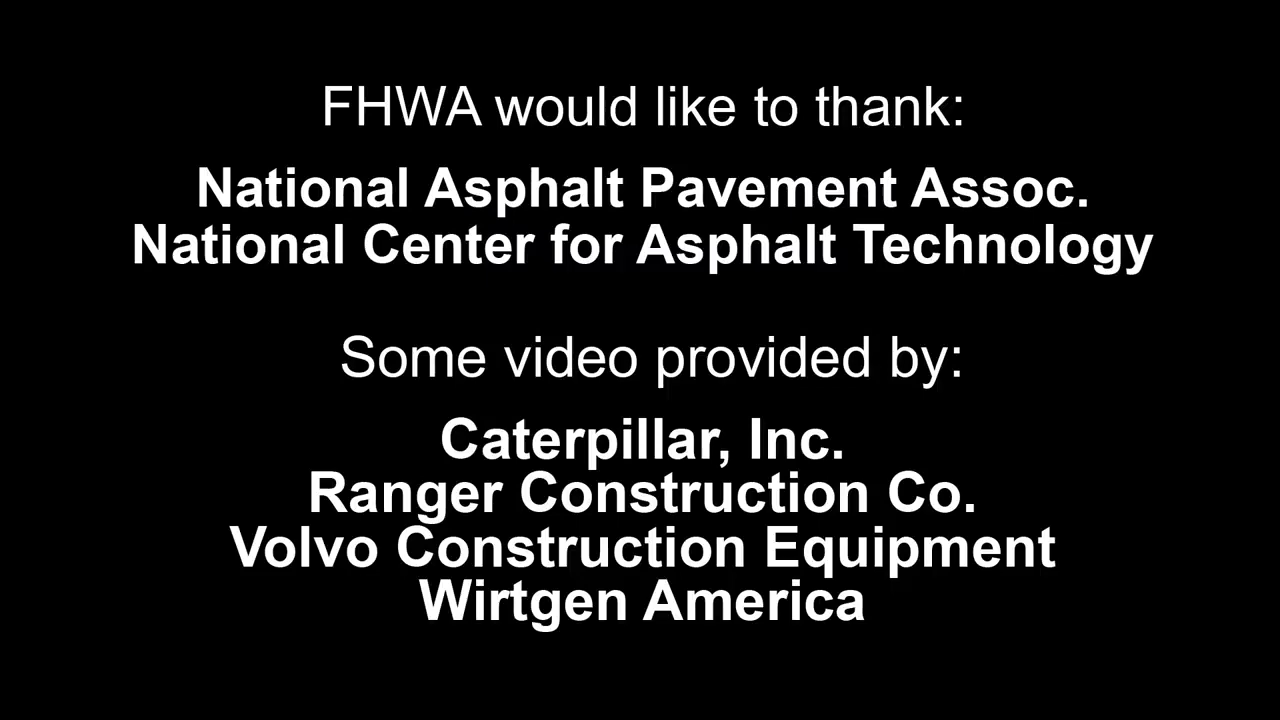 FHWA would like to thank:
National Asphalt Pavement Assoc.
National Center for Asphalt Technology
Some video provided by:
Caterpillar, Inc.
Ranger Construction Co.
Volvo Construction Equipment
Wirtgen America